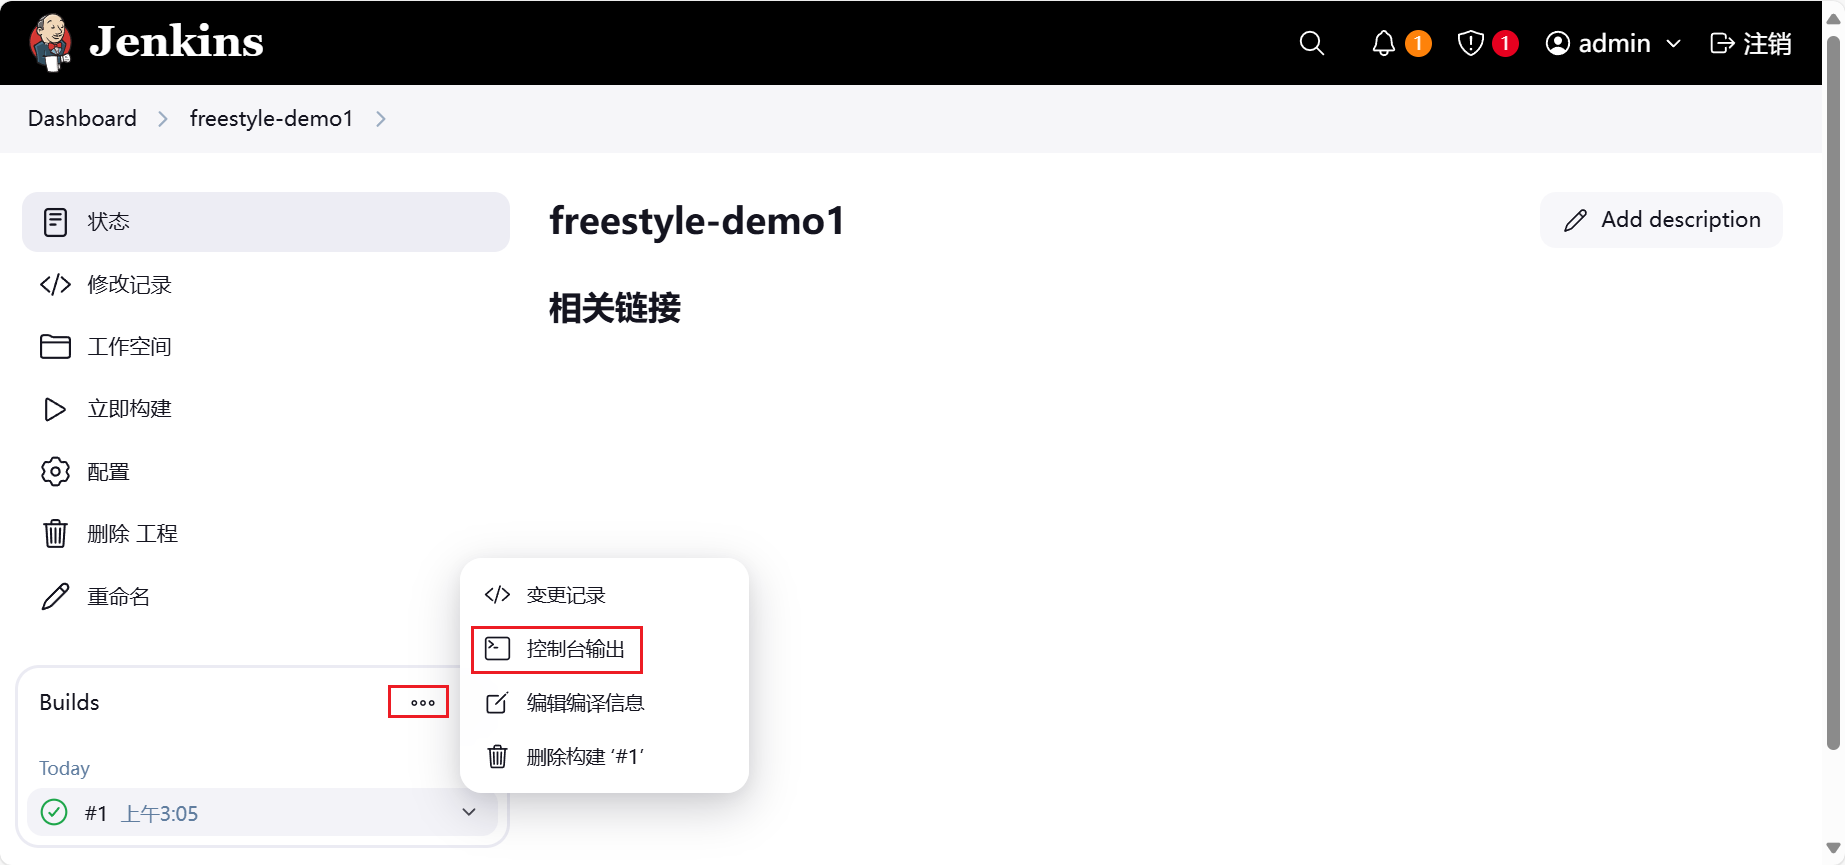 Jenkins
1
1
admin
注销
Dashboard
freestyle-demo1
状态
修改记录
工作空间
立即构建
配置
删除 工程
重命名
freestyle-demo1
Add description
相关链接
变更记录
控制台输出
编辑编译信息
删除构建 ‘#1’
Builds
Today
#1 上午3:05